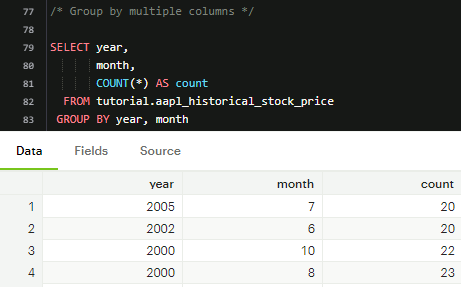 77 /* Group by multiple columns */
78
79 SELECT year,
80 month,
81 COUNT(*) AS count
82 FROM tutorial.aapl_historical_stock_price
83 GROUP BY year, month
Data Fields Source
year month count
1 2005 7 20
2 2002 6 20
3 2000 10 22
4 2000 8 23